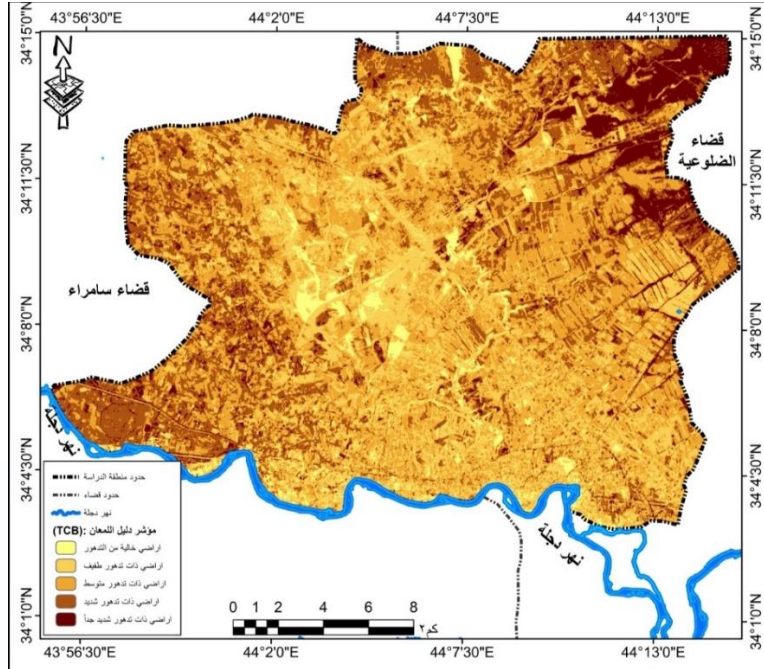 43°56'30"E 44°2'0"E 44°7'30"E 44°13'0"E
34°15'0"N 34°15'0"N
N
قضاء
الضلوعية
34°11'30"N 34°11'30"N
قضاء سامراء
34°8'0"N 34°8'0"N
نهر دجلة
34°4'30"N 34°4'30"N
حدود منطقة الدراسة
حدود قضاء
نهر دجلة
مؤشر دليل اللمعان :(TCB)
اراضي خالية من التدهور
اراضي ذات تدهور طفيف
اراضي ذات تدهور متوسط
اراضي ذات تدهور شديد
اراضي ذات تدهور شديد جداً
نهر دجلة
0 1 2 4 6 8
كم٢
34°1'0"N 34°1'0"N
43°56'30"E 44°2'0"E 44°7'30"E 44°13'0"E